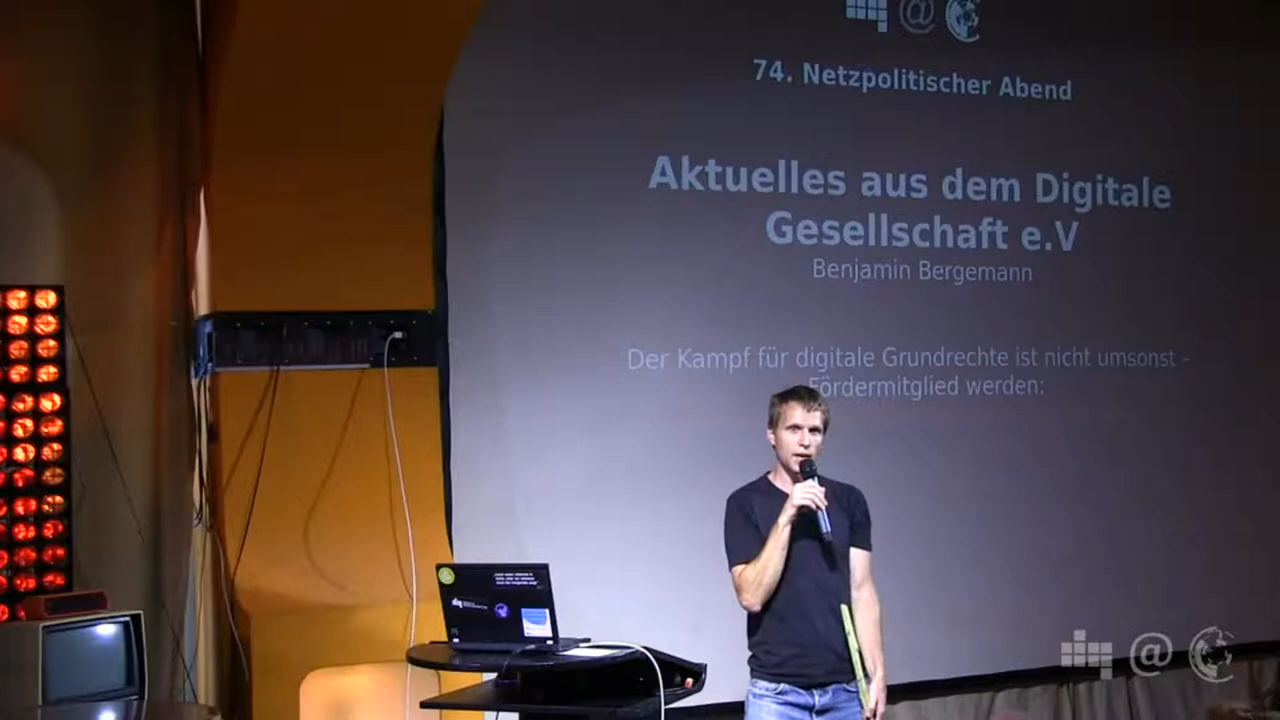 @
74. Netzpolitischer Abend
Aktuelles aus dem Digitale
Gesellschaft e.V
Benjamin Bergemann
Der Kampf für digitale Grundrechte ist nicht umsonst –
Fördermitglied werden:
@